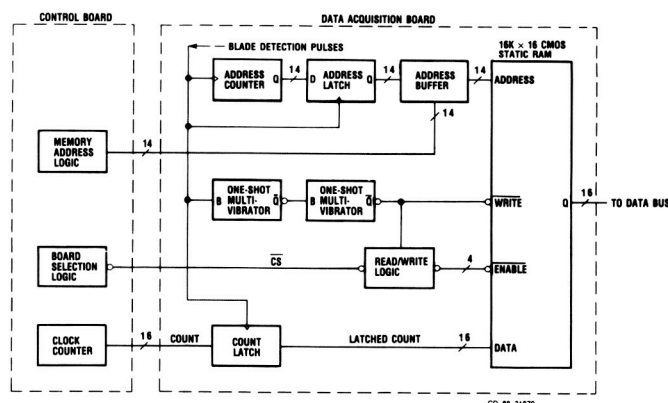 CONTROL BOARD
DATA ACQUISITION BOARD
BLADE DETECTION PULSES
16K × 16 CMOS
STATIC RAM
ADDRESS
COUNTER
Q
14
D
ADDRESS
LATCH
Q
14
ADDRESS
BUFFER
14
ADDRESS
14
MEMORY
ADDRESS
LOGIC
14
B
ONE-SHOT
MULTI-
VIBRATOR
Q̅
B
ONE-SHOT
MULTI-
VIBRATOR
Q̅
W̅R̅I̅T̅E̅
Q
16
TO DATA BUS
BOARD
SELECTION
LOGIC
C̅S̅
READ/WRITE
LOGIC
4
E̅N̅A̅B̅L̅E̅
CLOCK
COUNTER
16
COUNT
COUNT
LATCH
LATCHED COUNT
16
DATA